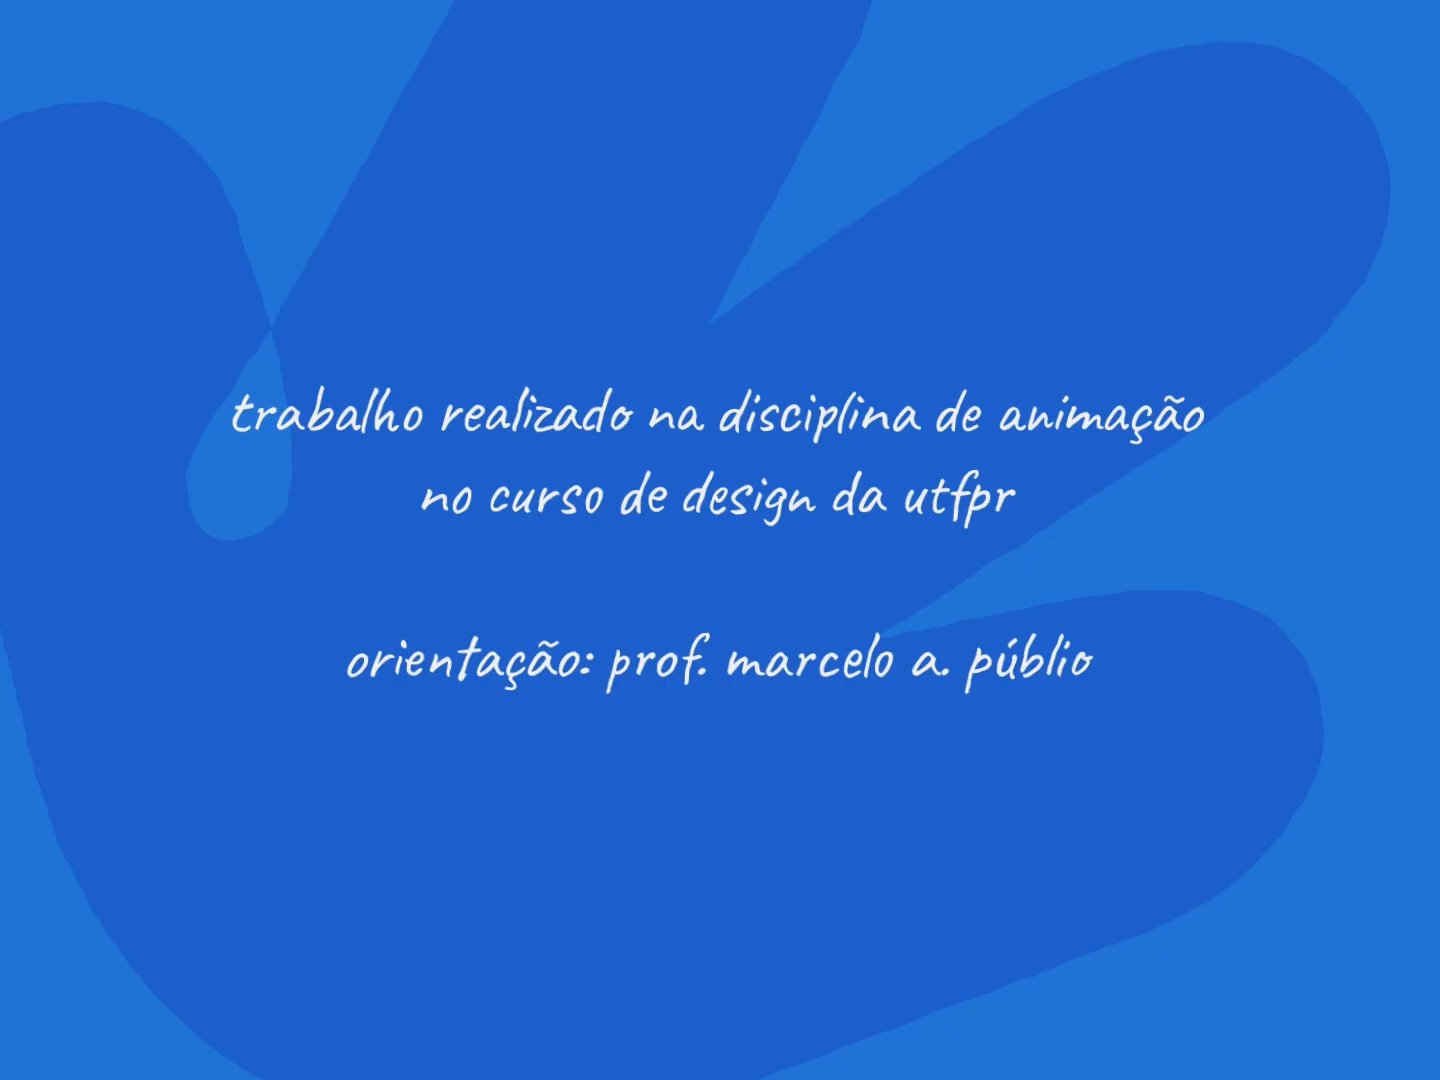 trabalho realizado na disciplina de animação
no curso de design da utfpr
orientação: prof. marcelo a. públio